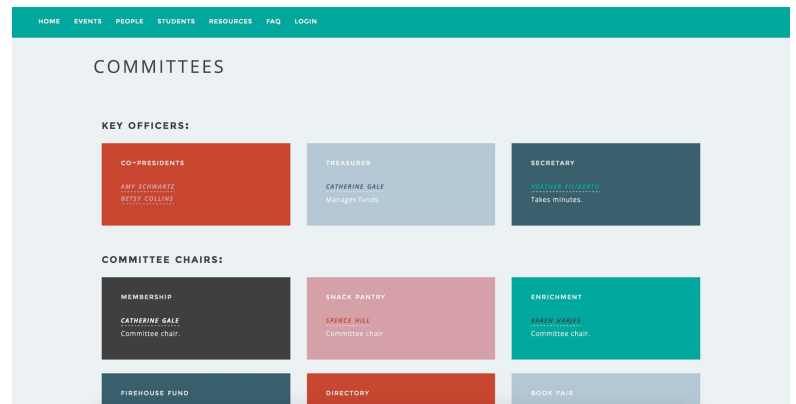 HOME EVENTS PEOPLE STUDENTS RESOURCES FAQ LOGIN
COMMITTEES
KEY OFFICERS:
CO-PRESIDENTS
AMY SCHWARTZ
BETSY COLLINS
TREASURER
CATHERINE GALE
Manages funds.
SECRETARY
HEATHER FILIBERTO
Takes minutes.
COMMITTEE CHAIRS:
MEMBERSHIP
CATHERINE GALE
Committee chair.
SNACK PANTRY
SPENCE HILL
Committee chair.
ENRICHMENT
KAREN HARJES
Committee chair.
FIREHOUSE FUND
DIRECTORY
BOOK FAIR